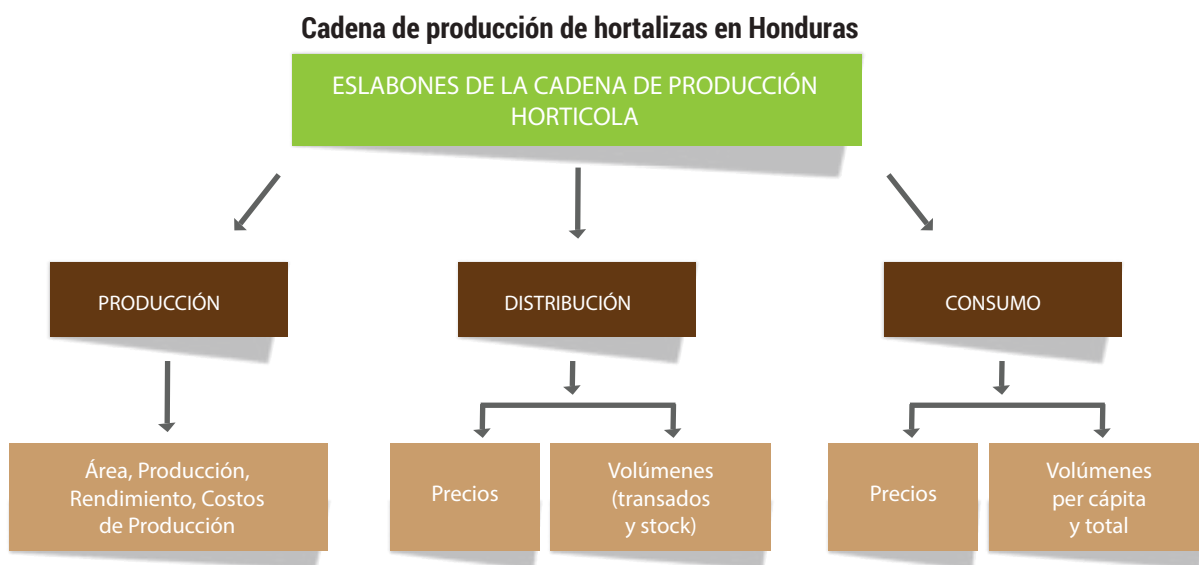 Cadena de producción de hortalizas en Honduras
ESLABONES DE LA CADENA DE PRODUCCIÓN
HORTICOLA
PRODUCCIÓN
DISTRIBUCIÓN
CONSUMO
Área, Producción,
Rendimiento, Costos
de Producción
Precios
Volúmenes
(transados
y stock)
Precios
Volúmenes
per cápita
y total